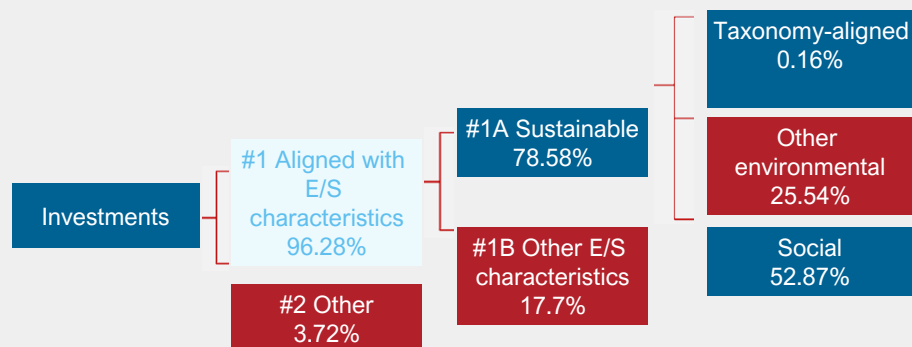 Investments
#1 Aligned with
E/S
characteristics
96.28%
#2 Other
3.72%
#1A Sustainable
78.58%
#1B Other E/S
characteristics
17.7%
Taxonomy-aligned
0.16%
Other
environmental
25.54%
Social
52.87%